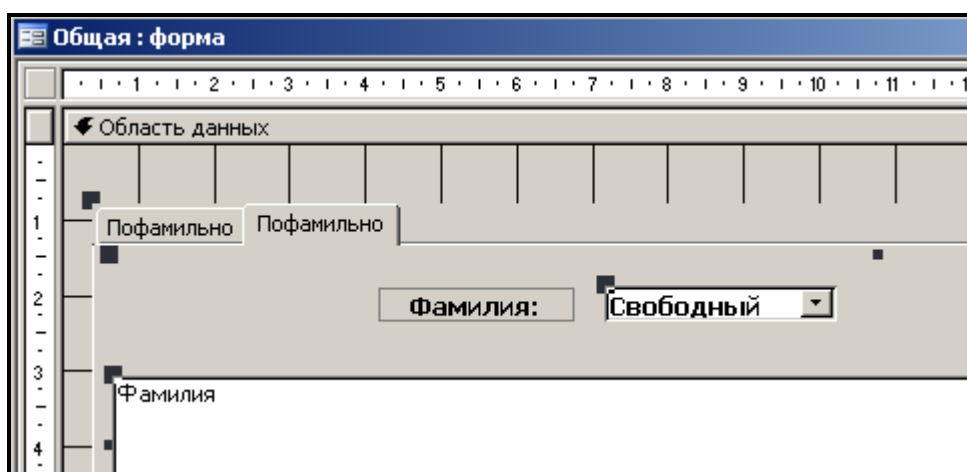 Общая : форма
1 2 3 4 5 6 7 8 9 10 11 1
Область данных
Пофамильно Пофамильно
1
2
Фамилия: Свободный
3
Фамилия
4